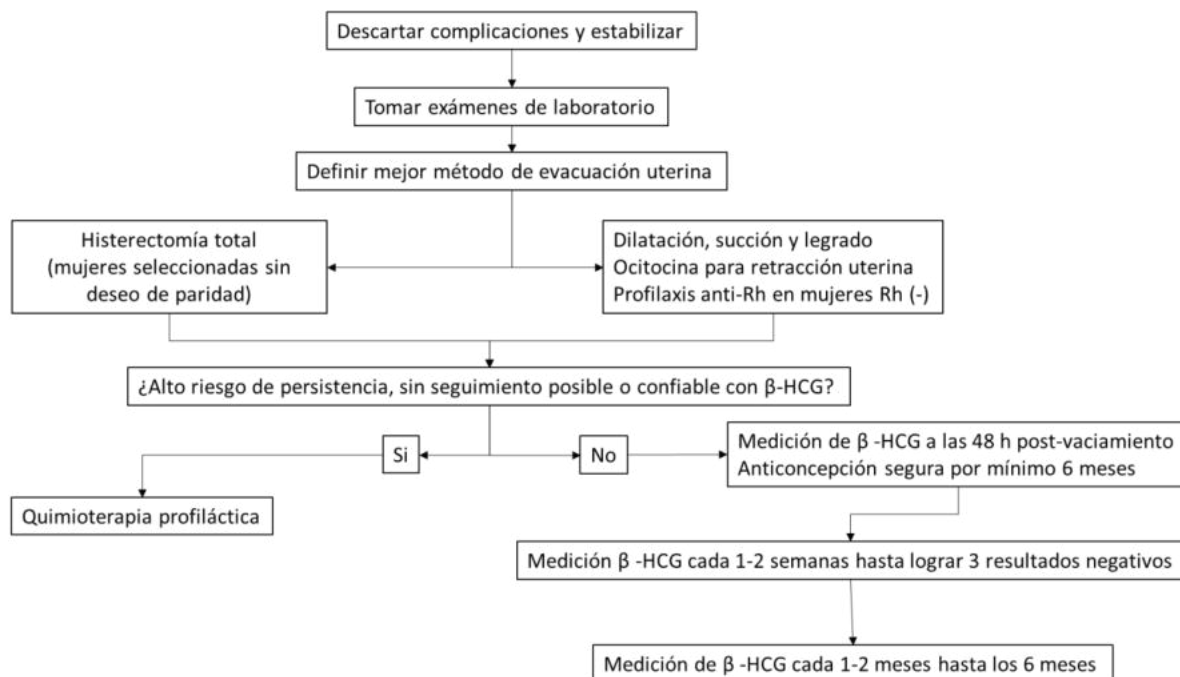 Descartar complicaciones y estabilizar
Tomar exámenes de laboratorio
Definir mejor método de evacuación uterina
Histerectomía total
(mujeres seleccionadas sin
deseo de paridad)
Dilatación, succión y legrado
Ocitocina para retracción uterina
Profilaxis anti-Rh en mujeres Rh (-)
¿Alto riesgo de persistencia, sin seguimiento posible o confiable con β-HCG?
Si
No
Medición de β -HCG a las 48 h post-vaciamiento
Anticoncepción segura por mínimo 6 meses
Quimioterapia profiláctica
Medición β -HCG cada 1-2 semanas hasta lograr 3 resultados negativos
Medición de β -HCG cada 1-2 meses hasta los 6 meses